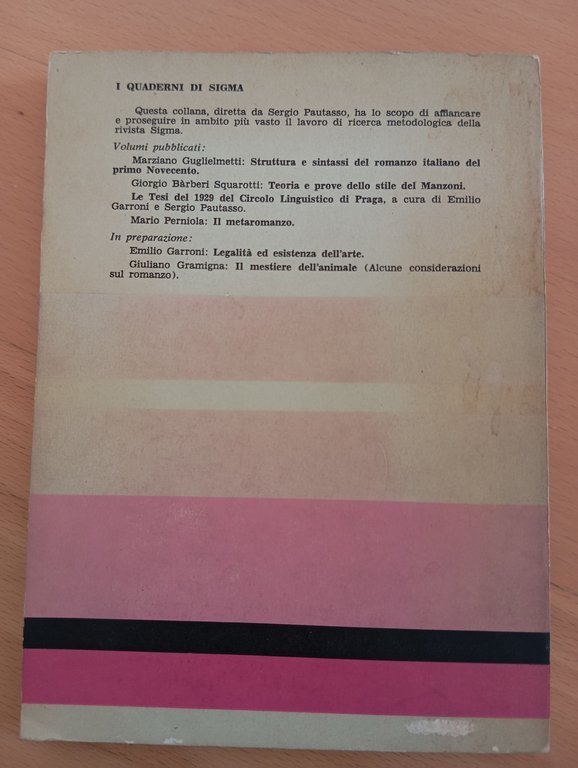 I QUADERNI DI SIGMA
Questa collana, diretta da Sergio Pautasso, ha lo scopo di affiancare
e proseguire in ambito più vasto il lavoro di ricerca metodologica della
rivista Sigma.
Volumi pubblicati:
Marziano Guglielmetti: Struttura e sintassi del romanzo italiano del
primo Novecento.
Giorgio Bàrberi Squarotti: Teoria e prove dello stile del Manzoni.
Le Tesi del 1929 del Circolo Linguistico di Praga, a cura di Emilio
Garroni e Sergio Pautasso.
Mario Perniola: Il metaromanzo.
In preparazione:
Emilio Garroni: Legalità ed esistenza dell'arte.
Giuliano Gramigna: Il mestiere dell'animale (Alcune considerazioni
sul romanzo).